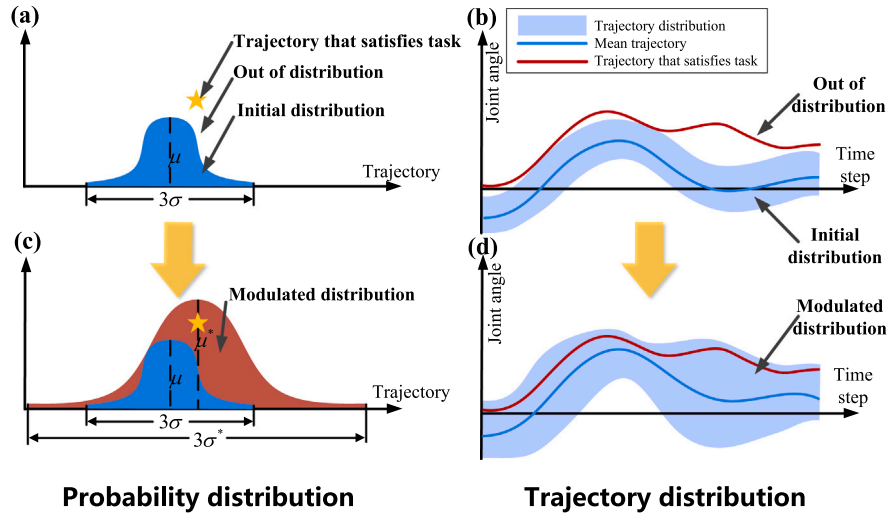 (a)
Trajectory that satisfies task
Out of distribution
Initial distribution
μ
Trajectory
3σ
(b)
Joint angle
Trajectory distribution
Mean trajectory
Trajectory that satisfies task
Out of
distribution
Time
step
Initial
distribution
(c)
Modulated distribution
μ*
μ
Trajectory
3σ
3σ*
(d)
Joint angle
Modulated
distribution
Time
step
Probability distribution
Trajectory distribution